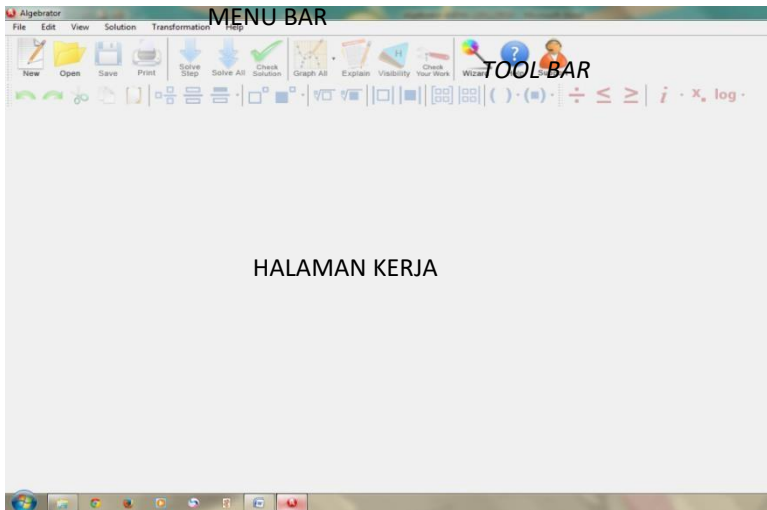 Algebrator
MENU BAR
File Edit View Solution Transformation Help
New Open Save Print Solve Step Solve All Check Solution Graph All Explain Visibility Check Your Work Wizard
TOOL BAR
( ) · (■) · ÷ ≤ ≥ i · x log ·
HALAMAN KERJA